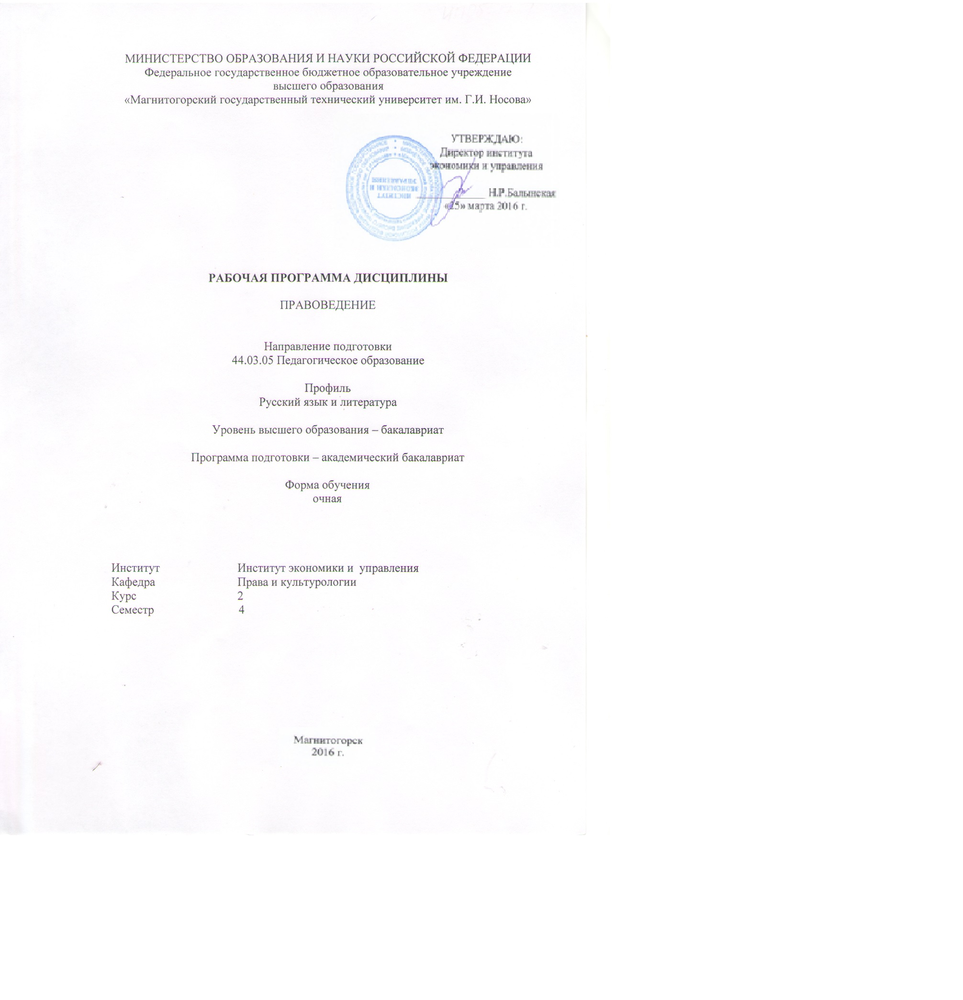 МИНИСТЕРСТВО ОБРАЗОВАНИЯ И НАУКИ РОССИЙСКОЙ ФЕДЕРАЦИИ
Федеральное государственное бюджетное образовательное учреждение
высшего образования
«Магнитогорский государственный технический университет им. Г.И. Носова»
УТВЕРЖДАЮ:
Директор института
экономики и управления
Н.Р.Балынская
«25» марта 2016 г.
ИНСТИТУТ
ЭКОНОМИКИ И
УПРАВЛЕНИЯ
РАБОЧАЯ ПРОГРАММА ДИСЦИПЛИНЫ
ПРАВОВЕДЕНИЕ
Направление подготовки
44.03.05 Педагогическое образование
Профиль
Русский язык и литература
Уровень высшего образования – бакалавриат
Программа подготовки – академический бакалавриат
Форма обучения
очная
Институт Институт экономики и управления
Кафедра Права и культурологии
Курс 2
Семестр 4
Магнитогорск
2016 г.